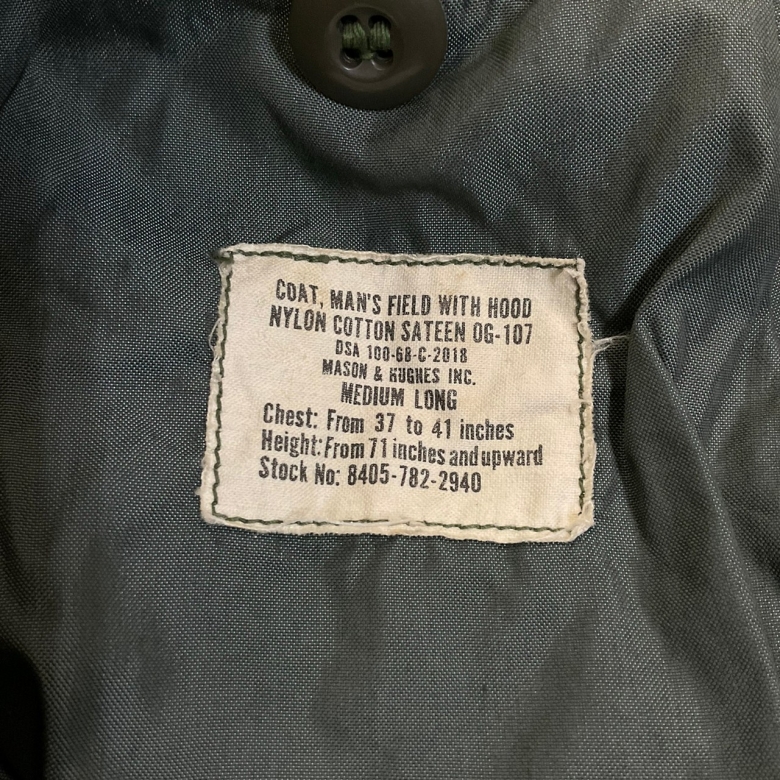 COAT, MAN'S FIELD WITH HOOD
NYLON COTTON SATEEN OG-107
DSA 100-68-C-2018
MASON & HUGHES INC.
MEDIUM LONG
Chest: From 37 to 41 inches
Height: From 71 inches and upward
Stock No: 8405-782-2940